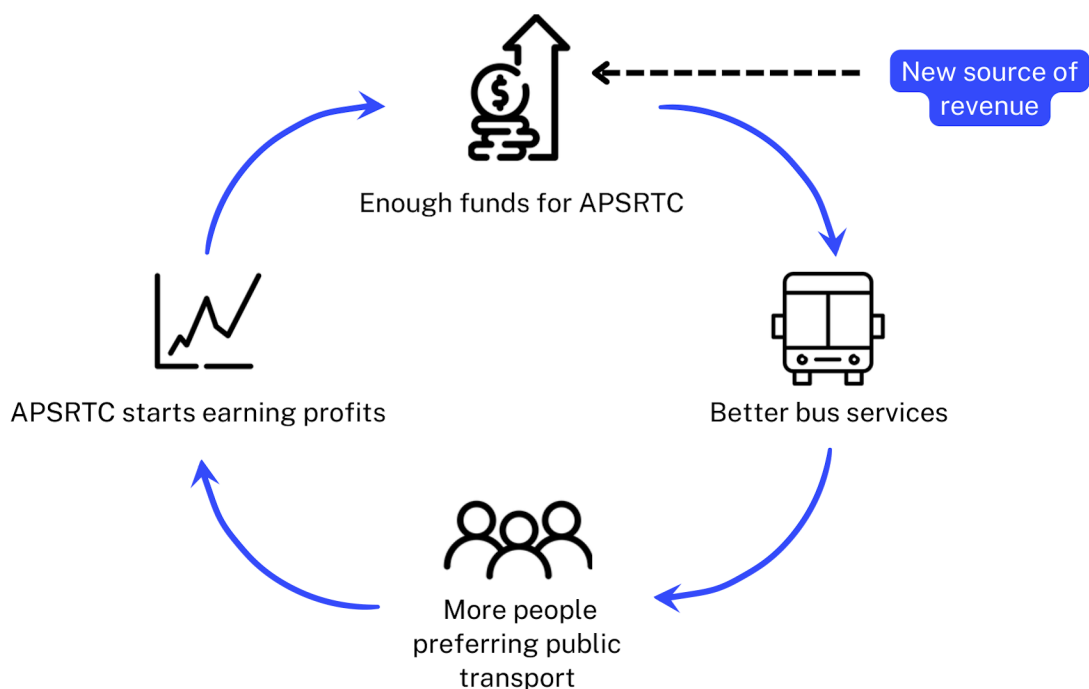 New source of
revenue
$
Enough funds for APSRTC
APSRTC starts earning profits
Better bus services
More people
preferring public
transport